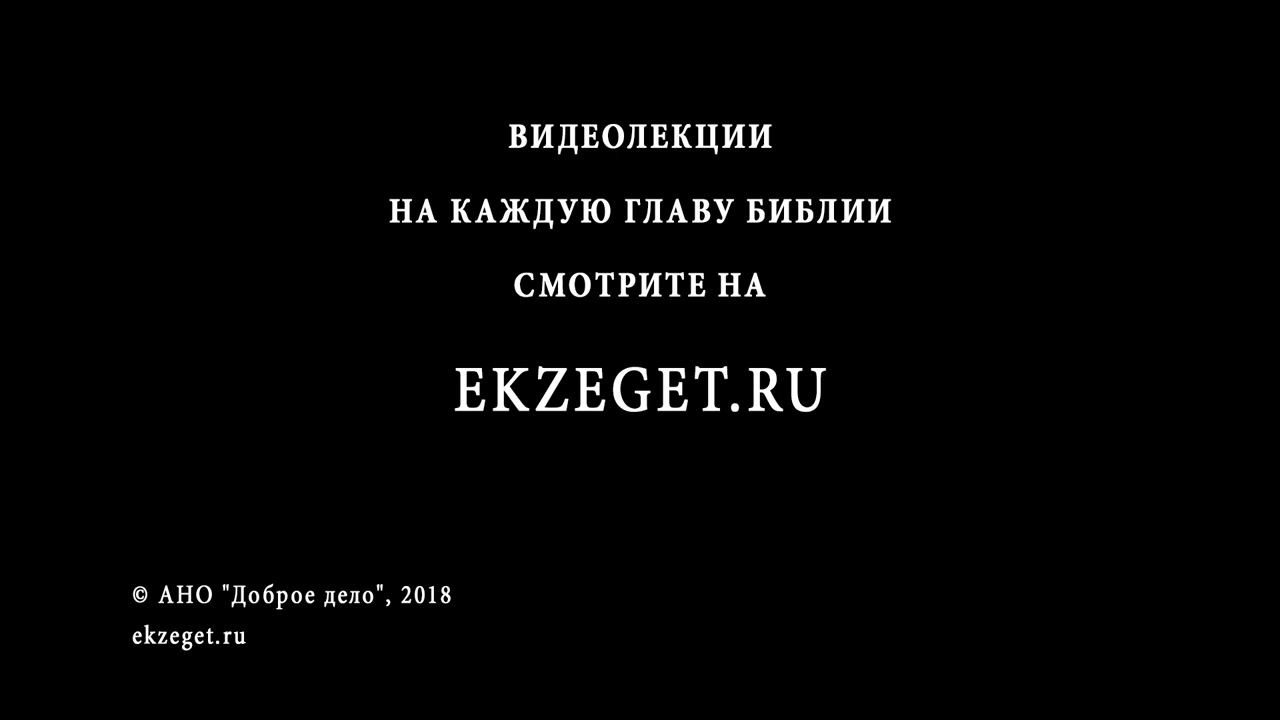 ВИДЕОЛЕКЦИИ
НА КАЖДУЮ ГЛАВУ БИБЛИИ
СМОТРИТЕ НА
EKZEGET.RU
© АНО "Доброе дело", 2018
ekzeget.ru